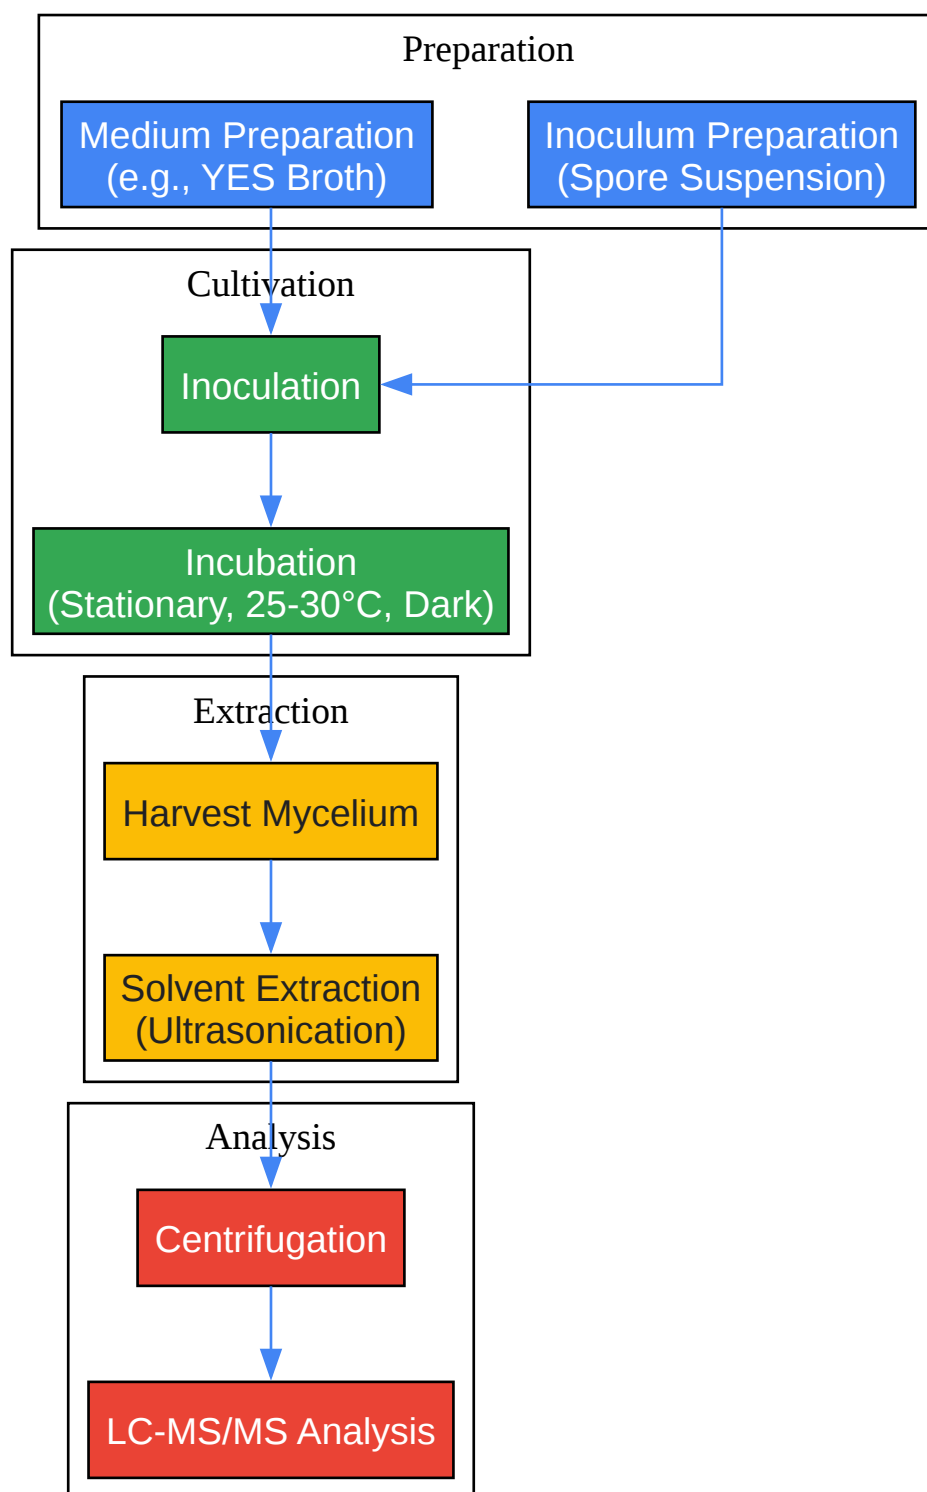 Preparation
Medium Preparation
(e.g., YES Broth)
Inoculum Preparation
(Spore Suspension)
Cultivation
Inoculation
Incubation
(Stationary, 25-30°C, Dark)
Extraction
Harvest Mycelium
Solvent Extraction
(Ultrasonication)
Analysis
Centrifugation
LC-MS/MS Analysis